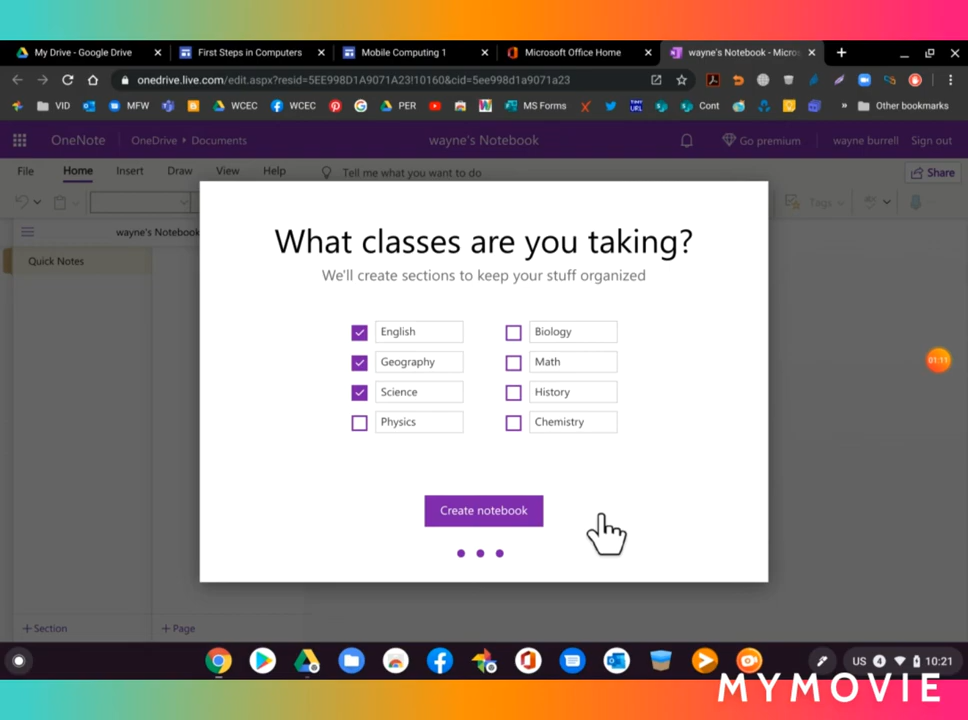 My Drive - Google Drive
First Steps in Computers
Mobile Computing 1
Microsoft Office Home
wayne's Notebook - Micros
onedrive.live.com/edit.aspx?resid=5EE998D1A9071A23!10160&cid=5ee998d1a9071a23
VID MFW WCEC WCEC PER MS Forms TINY URL Cont » Other bookmarks
OneNote OneDrive Documents wayne's Notebook Go premium wayne burrell Sign out
File Home Insert Draw View Help Tell me what you want to do Share
Tags
wayne's Notebook
Quick Notes
What classes are you taking?
We'll create sections to keep your stuff organized
English Biology
Geography Math
Science History
Physics Chemistry
Create notebook
01:11
+Section +Page
US 4 10:21
MYMOVIE